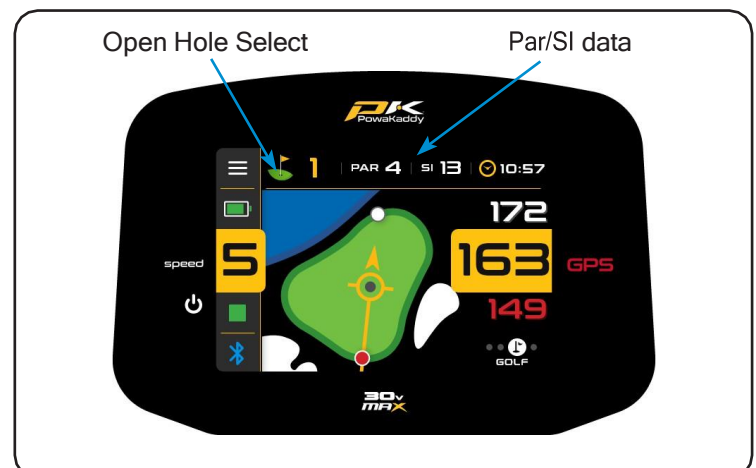 Open Hole Select
Par/SI data
PK
PowaKaddy
1 PAR 4 SI 13 10:57
172
speed 5 163 GPS
149
GOLF
30v
MAX